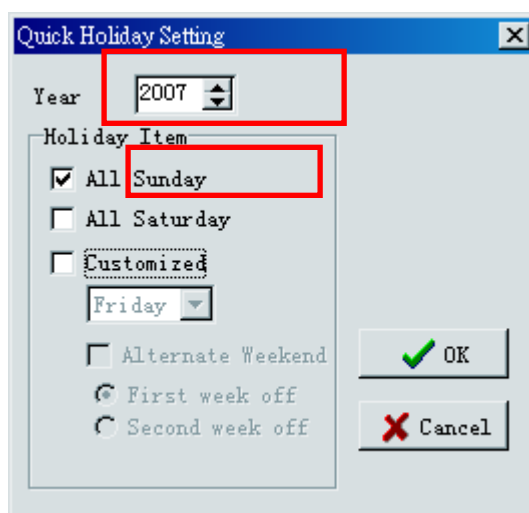 Quick Holiday Setting
Year 2007
Holiday Item
All Sunday
All Saturday
Customized
Friday
Alternate Weekend
First week off
Second week off
OK
Cancel